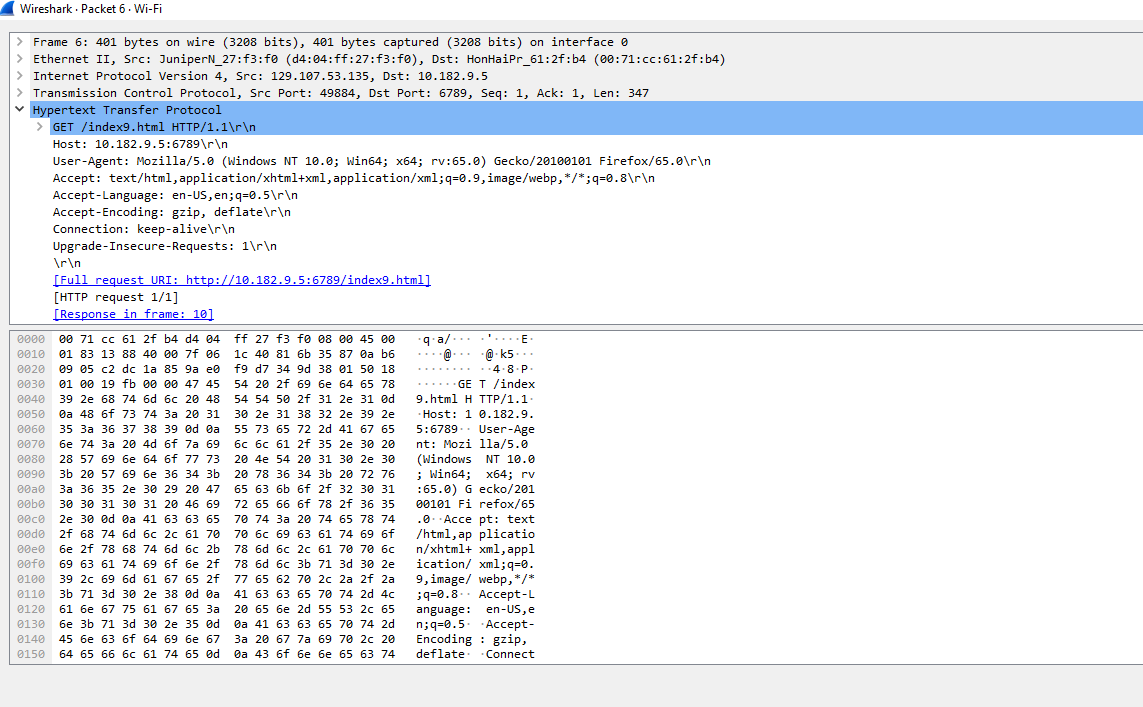 Wireshark · Packet 6 · Wi-Fi
Frame 6: 401 bytes on wire (3208 bits), 401 bytes captured (3208 bits) on interface 0
Ethernet II, Src: JuniperN_27:f3:f0 (d4:04:ff:27:f3:f0), Dst: HonHaiPr_61:2f:b4 (00:71:cc:61:2f:b4)
Internet Protocol Version 4, Src: 129.107.53.135, Dst: 10.182.9.5
Transmission Control Protocol, Src Port: 49884, Dst Port: 6789, Seq: 1, Ack: 1, Len: 347
Hypertext Transfer Protocol
GET /index9.html HTTP/1.1\r\n
Host: 10.182.9.5:6789\r\n
User-Agent: Mozilla/5.0 (Windows NT 10.0; Win64; x64; rv:65.0) Gecko/20100101 Firefox/65.0\r\n
Accept: text/html,application/xhtml+xml,application/xml;q=0.9,image/webp,*/*;q=0.8\r\n
Accept-Language: en-US,en;q=0.5\r\n
Accept-Encoding: gzip, deflate\r\n
Connection: keep-alive\r\n
Upgrade-Insecure-Requests: 1\r\n
\r\n
[Full request URI: http://10.182.9.5:6789/index9.html]
[HTTP request 1/1]
[Response in frame: 10]
0000 00 71 cc 61 2f b4 d4 04 ff 27 f3 f0 08 00 45 00 ·q·a/··· ·'····E·
0010 01 83 13 88 40 00 7f 06 1c 40 81 6b 35 87 0a b6 ····@··· ·@·k5···
0020 09 05 c2 dc 1a 85 9a e0 f9 d7 34 9d 38 01 50 18 ········ ··4·8·P·
0030 01 00 19 fb 00 00 47 45 54 20 2f 69 6e 64 65 78 ······GE T /index
0040 39 2e 68 74 6d 6c 20 48 54 54 50 2f 31 2e 31 0d 9.html H TTP/1.1·
0050 0a 48 6f 73 74 3a 20 31 30 2e 31 38 32 2e 39 2e ·Host: 1 0.182.9.
0060 35 3a 36 37 38 39 0d 0a 55 73 65 72 2d 41 67 65 5:6789·· User-Age
0070 6e 74 3a 20 4d 6f 7a 69 6c 6c 61 2f 35 2e 30 20 nt: Mozi lla/5.0
0080 28 57 69 6e 64 6f 77 73 20 4e 54 20 31 30 2e 30 (Windows NT 10.0
0090 3b 20 57 69 6e 36 34 3b 20 78 36 34 3b 20 72 76 ; Win64; x64; rv
00a0 3a 36 35 2e 30 29 20 47 65 63 6b 6f 2f 32 30 31 :65.0) G ecko/201
00b0 30 30 31 30 31 20 46 69 72 65 66 6f 78 2f 36 35 00101 Fi refox/65
00c0 2e 30 0d 0a 41 63 63 65 70 74 3a 20 74 65 78 74 .0··Acce pt: text
00d0 2f 68 74 6d 6c 2c 61 70 70 6c 69 63 61 74 69 6f /html,ap plicatio
00e0 6e 2f 78 68 74 6d 6c 2b 78 6d 6c 2c 61 70 70 6c n/xhtml+ xml,appl
00f0 69 63 61 74 69 6f 6e 2f 78 6d 6c 3b 71 3d 30 2e ication/ xml;q=0.
0100 39 2c 69 6d 61 67 65 2f 77 65 62 70 2c 2a 2f 2a 9,image/ webp,*/*
0110 3b 71 3d 30 2e 38 0d 0a 41 63 63 65 70 74 2d 4c ;q=0.8·· Accept-L
0120 61 6e 67 75 61 67 65 3a 20 65 6e 2d 55 53 2c 65 anguage: en-US,e
0130 6e 3b 71 3d 30 2e 35 0d 0a 41 63 63 65 70 74 2d n;q=0.5· ·Accept-
0140 45 6e 63 6f 64 69 6e 67 3a 20 67 7a 69 70 2c 20 Encoding : gzip,
0150 64 65 66 6c 61 74 65 0d 0a 43 6f 6e 6e 65 63 74 deflate· ·Connect